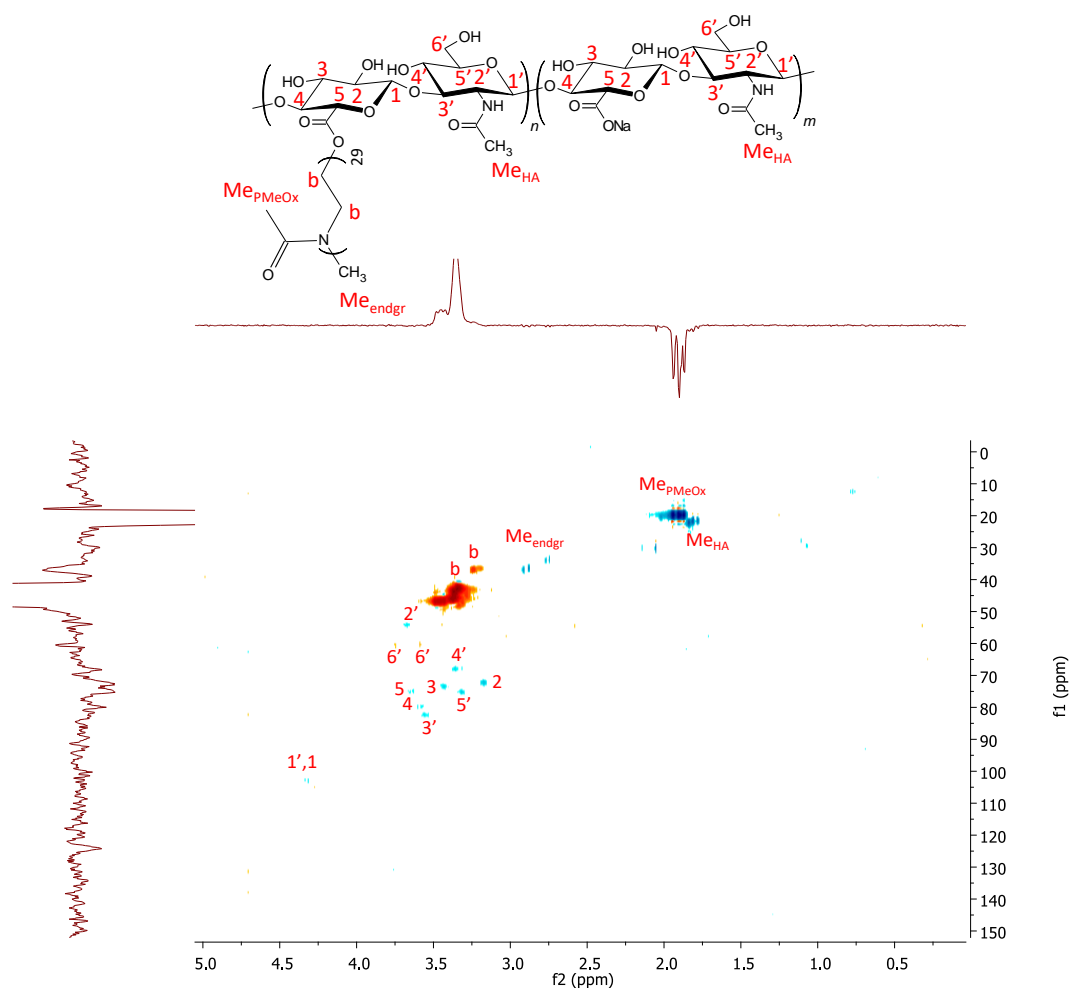 6’
OH
6’
OH
3
OH
O
3
OH
O
HO
2
1
HO
4’
5’
2’
1’
HO
2
HO
4’
5’
2’
1’
O
4
5
O
O
3’
NH
O
4
5
O
1
O
3’
NH
O
O
O
O
n
O
ONa
O
m
29
CH3
CH3
MeHA
MeHA
b
MePMeOx
b
N
O
CH3
Meendgr
MePMeOx
MeHA
Meendgr
b
b
2’
6’ 6’
4’
5 3 2
4 5’
3’
1’,1
0
10
20
30
40
50
60
70
80
90
100
110
120
130
140
150
f1 (ppm)
5.0 4.5 4.0 3.5 3.0 2.5 2.0 1.5 1.0 0.5
f2 (ppm)